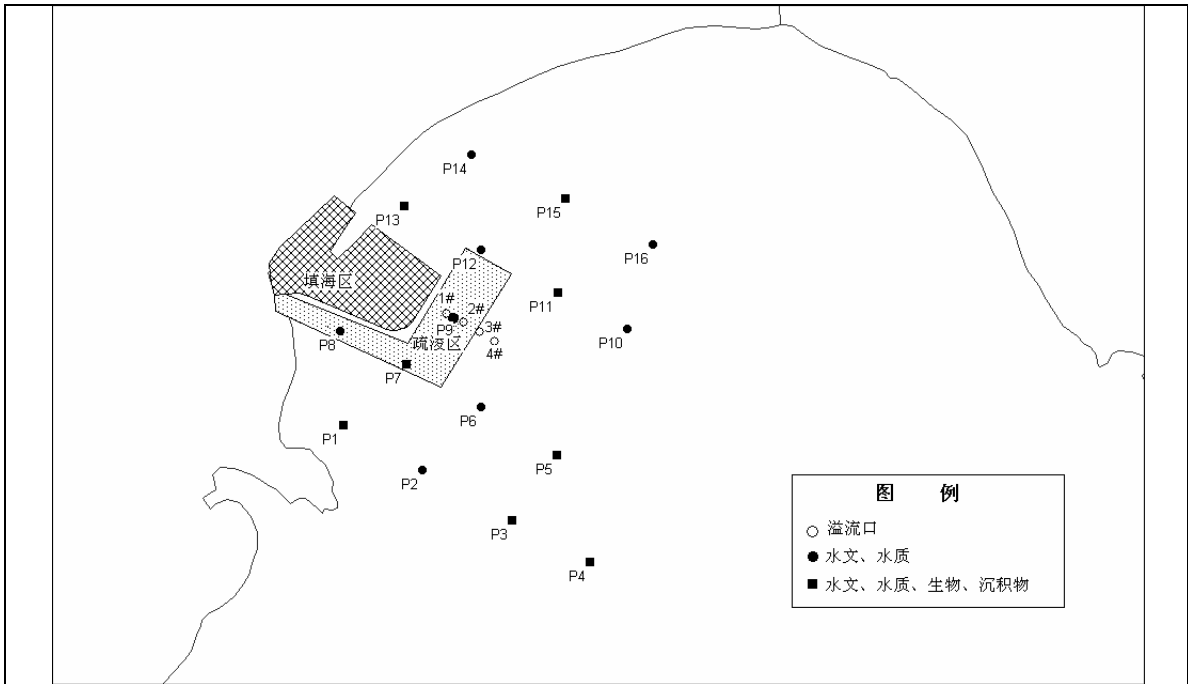 P14
P13
P15
P12
P16
填海区
P11
1#
2#
P9
3#
疏浚区
4#
P8
P10
P7
P6
P1
P2
P5
P3
P4
图 例
溢流口
水文、水质
水文、水质、生物、沉积物